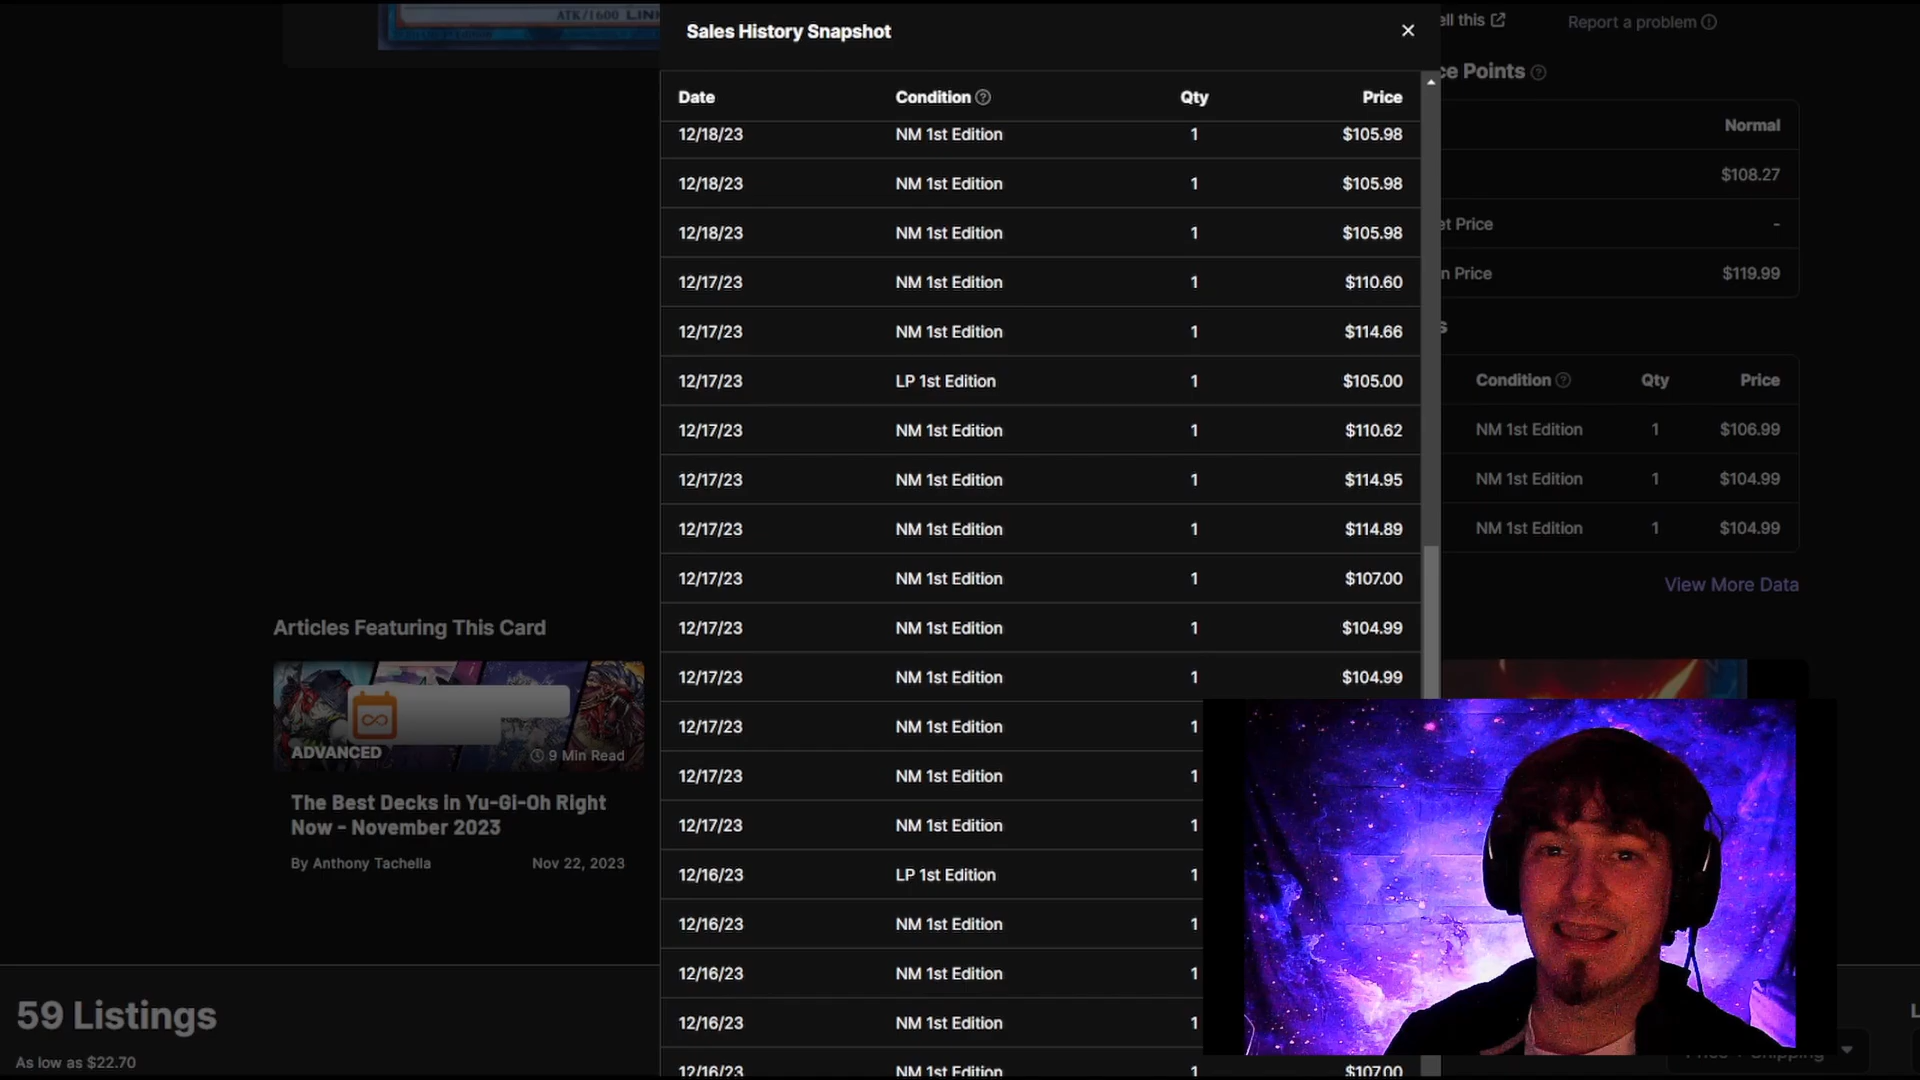 ATK/1600 LINK
Sales History Snapshot
Date Condition Qty Price
12/18/23 NM 1st Edition 1 $105.98
12/18/23 NM 1st Edition 1 $105.98
12/18/23 NM 1st Edition 1 $105.98
12/17/23 NM 1st Edition 1 $110.60
12/17/23 NM 1st Edition 1 $114.66
12/17/23 LP 1st Edition 1 $105.00
12/17/23 NM 1st Edition 1 $110.62
12/17/23 NM 1st Edition 1 $114.95
12/17/23 NM 1st Edition 1 $114.89
12/17/23 NM 1st Edition 1 $107.00
12/17/23 NM 1st Edition 1 $104.99
12/17/23 NM 1st Edition 1 $104.99
12/17/23 NM 1st Edition 1
12/17/23 NM 1st Edition 1
12/17/23 NM 1st Edition 1
12/16/23 LP 1st Edition 1
12/16/23 NM 1st Edition 1
12/16/23 NM 1st Edition 1
12/16/23 NM 1st Edition 1
12/16/23 NM 1st Edition 1 $107.00
ell this
Report a problem
ce Points
Normal
$108.27
et Price -
n Price $119.99
s
Condition Qty Price
NM 1st Edition 1 $106.99
NM 1st Edition 1 $104.99
NM 1st Edition 1 $104.99
View More Data
Articles Featuring This Card
ADVANCED
9 Min Read
The Best Decks in Yu-Gi-Oh Right
Now - November 2023
By Anthony Tachella Nov 22, 2023
59 Listings
As low as $22.70
Price + Shipping
L